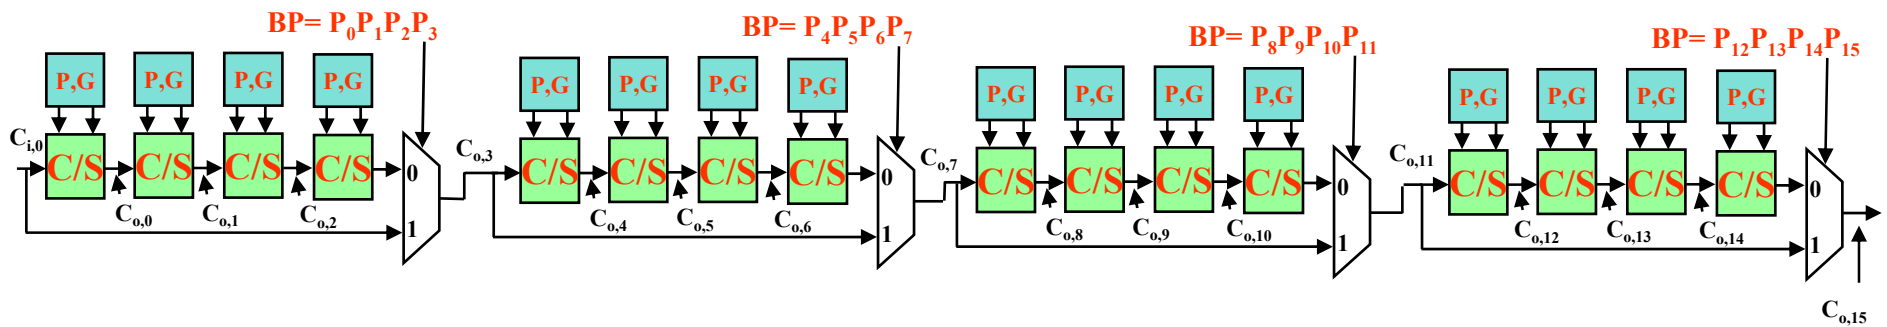 BP= P0P1P2P3
BP= P4P5P6P7
BP= P8P9P10P11
BP= P12P13P14P15
P,G P,G P,G P,G P,G P,G P,G P,G P,G P,G P,G P,G P,G P,G P,G P,G
Ci,0 C/S C/S C/S C/S 0 Co,3 C/S C/S C/S C/S 0 Co,7 C/S C/S C/S C/S 0 Co,11 C/S C/S C/S C/S 0
Co,0 Co,1 Co,2 1 Co,4 Co,5 Co,6 1 Co,8 Co,9 Co,10 1 Co,12 Co,13 Co,14 1
Co,15